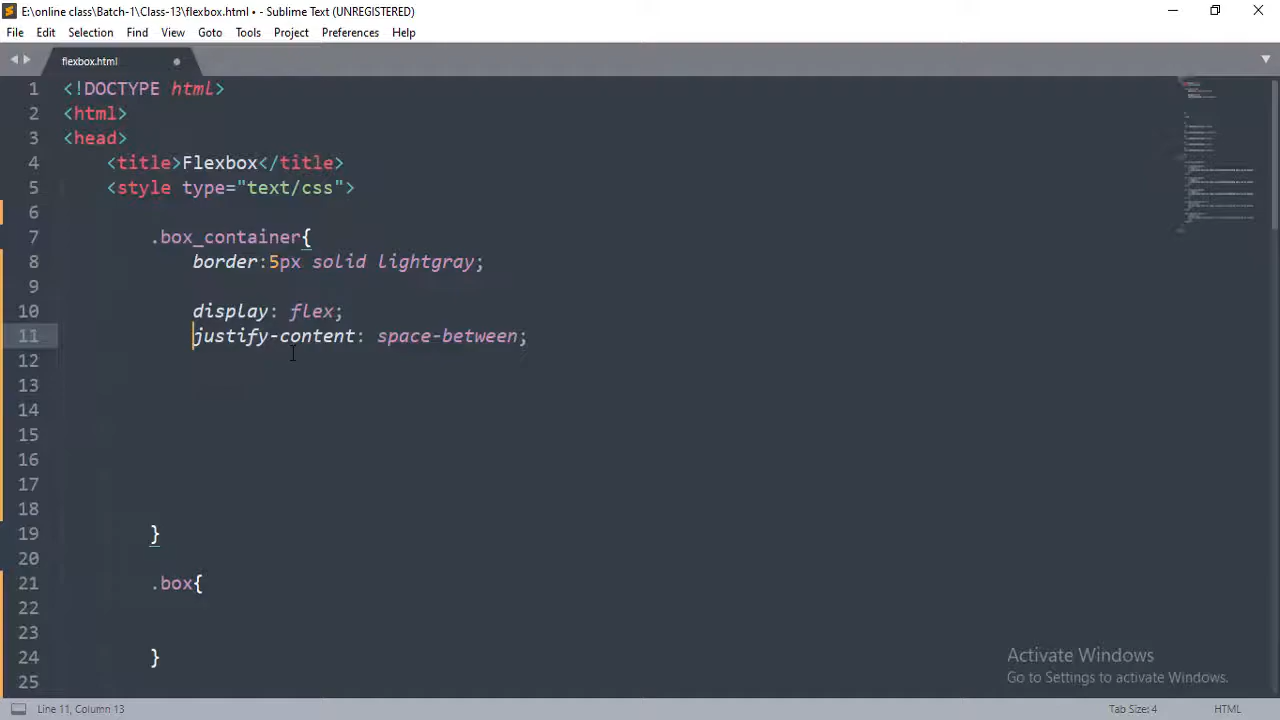 E:\online class\Batch-1\Class-13\flexbox.html • - Sublime Text (UNREGISTERED)
File Edit Selection Find View Goto Tools Project Preferences Help
flexbox.html
1 <!DOCTYPE html>
2 <html>
3 <head>
4 <title>Flexbox</title>
5 <style type="text/css">
6
7 .box_container{
8 border:5px solid lightgray;
9
10 display: flex;
11 justify-content: space-between;
12
13
14
15
16
17
18
19 }
20
21 .box{
22
23
24 }
25
Activate Windows
Go to Settings to activate Windows.
Line 11, Column 13 Tab Size: 4 HTML